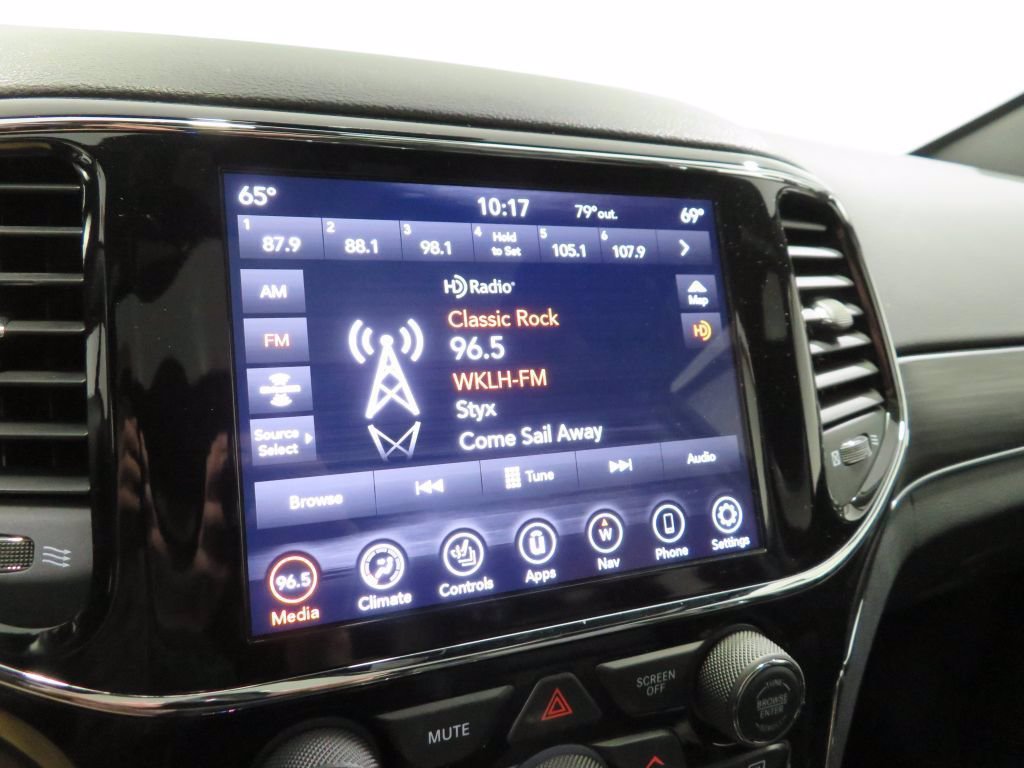 65° 10:17 79°out. 69°
1 87.9 2 88.1 3 98.1 4 Hold to Set 5 105.1 6 107.9
AM
HD Radio
Map
Classic Rock
FM
96.5
HD
WKLH-FM
Styx
Source Select
Come Sail Away
Browse Tune Audio
96.5 W
Media Climate Controls Apps Nav Phone Settings
SCREEN OFF
MUTE
BROWSE
ENTER